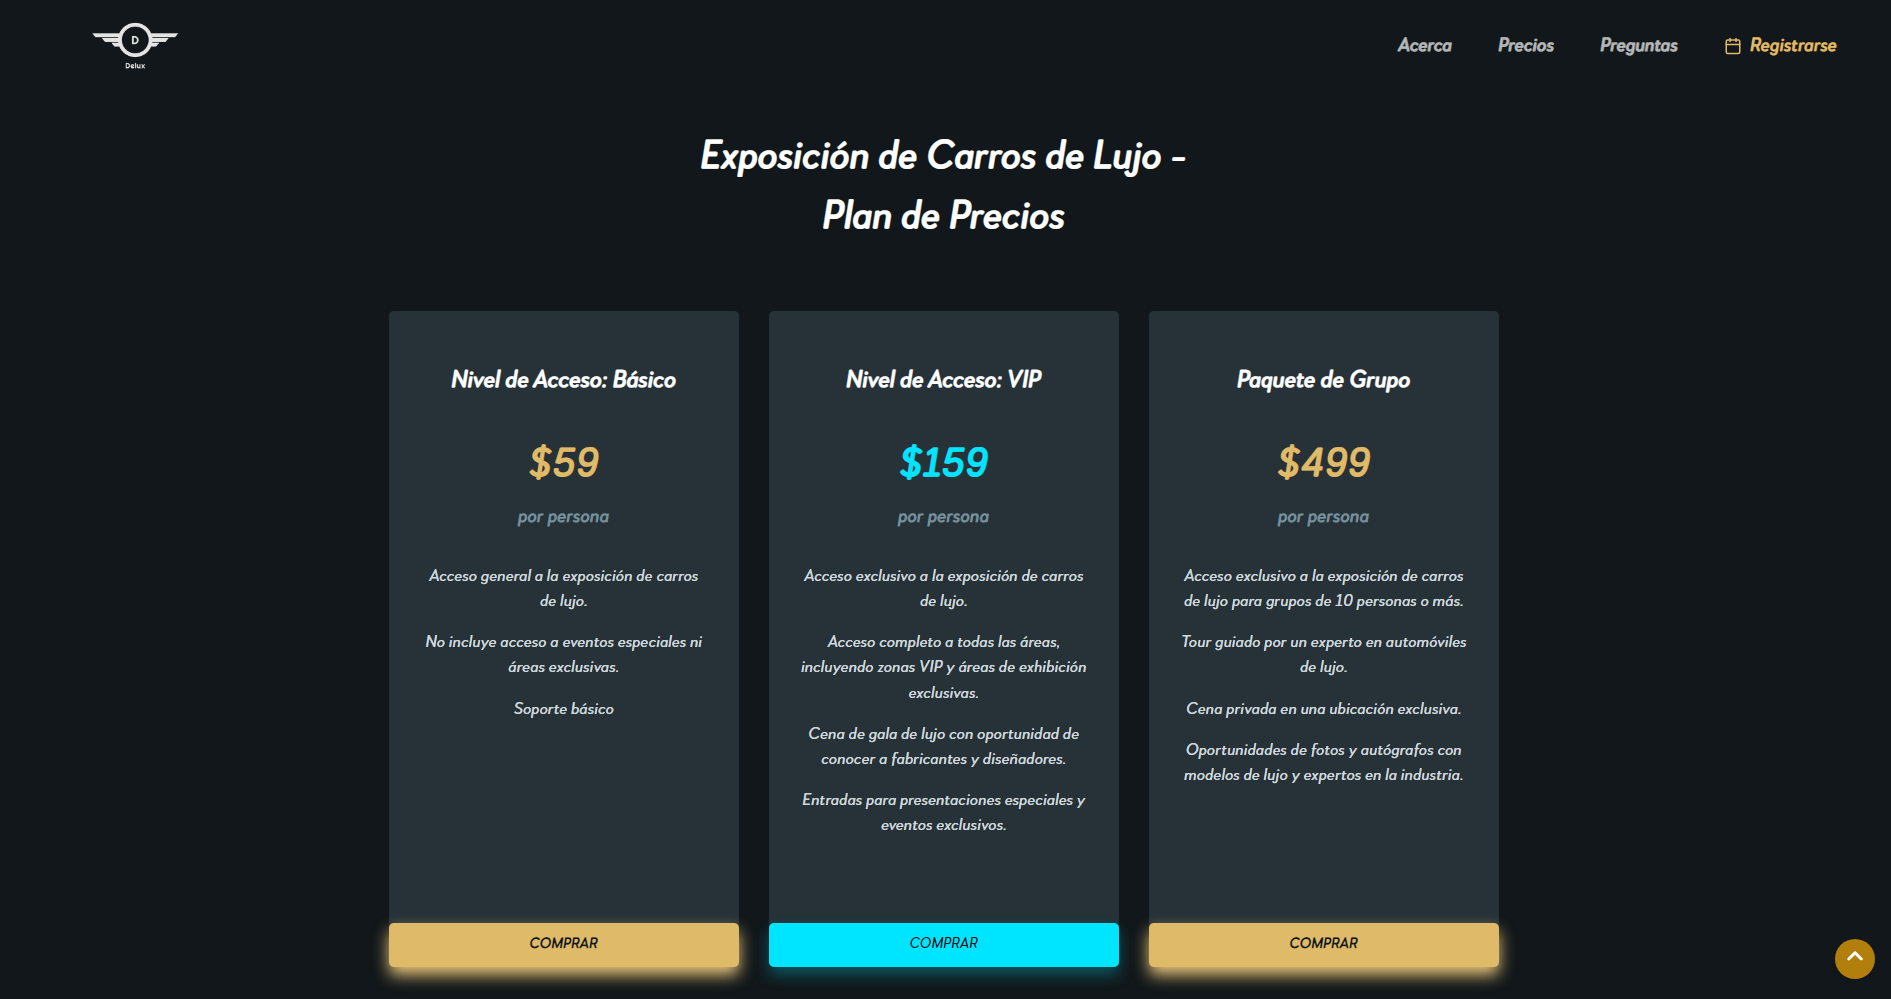 D
Delux
Acerca
Precios
Preguntas
Registrarse
Exposición de Carros de Lujo -
Plan de Precios
Nivel de Acceso: Básico
$59
por persona
Acceso general a la exposición de carros
de lujo.
No incluye acceso a eventos especiales ni
áreas exclusivas.
Soporte básico
COMPRAR
Nivel de Acceso: VIP
$159
por persona
Acceso exclusivo a la exposición de carros
de lujo.
Acceso completo a todas las áreas,
incluyendo zonas VIP y áreas de exhibición
exclusivas.
Cena de gala de lujo con oportunidad de
conocer a fabricantes y diseñadores.
Entradas para presentaciones especiales y
eventos exclusivos.
COMPRAR
Paquete de Grupo
$499
por persona
Acceso exclusivo a la exposición de carros
de lujo para grupos de 10 personas o más.
Tour guiado por un experto en automóviles
de lujo.
Cena privada en una ubicación exclusiva.
Oportunidades de fotos y autógrafos con
modelos de lujo y expertos en la industria.
COMPRAR